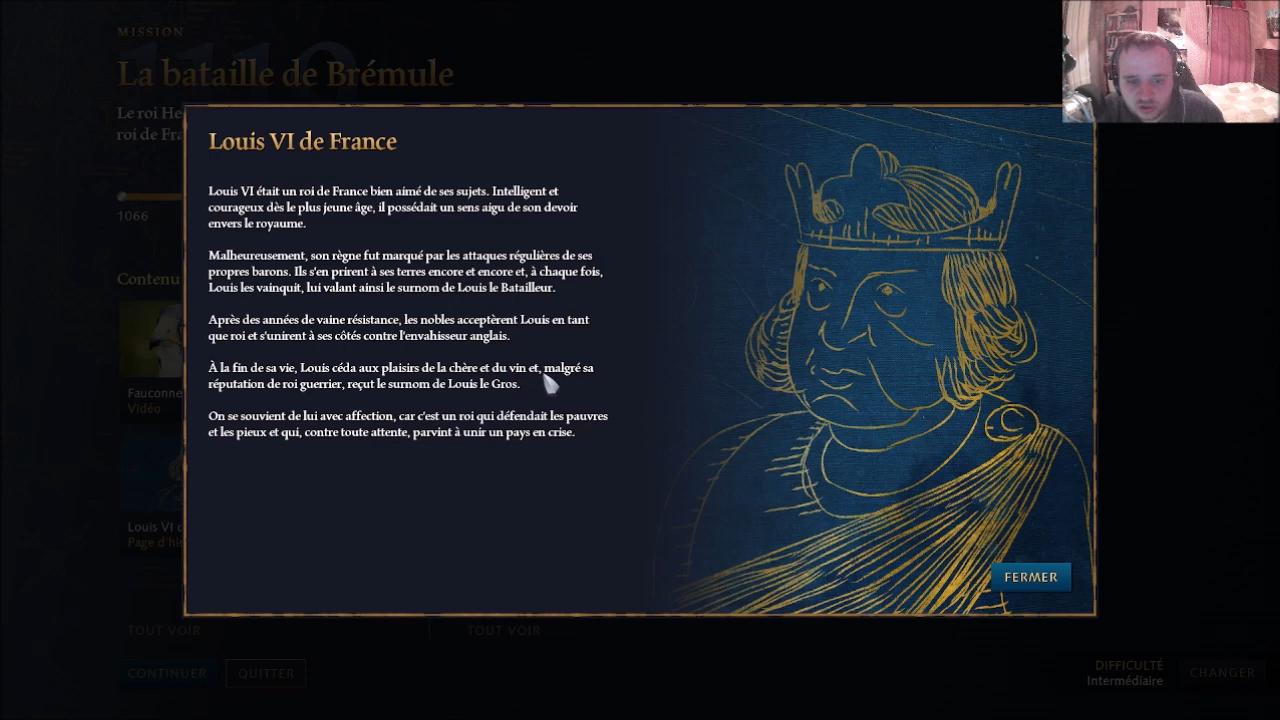 MISSION
1119
La bataille de Brémule
Le roi He
roi de Fra
1066
Contenu
Fauconne
Vidéo
Louis VI d
Page d'hi
Louis VI de France
Louis VI était un roi de France bien aimé de ses sujets. Intelligent et
courageux dès le plus jeune âge, il possédait un sens aigu de son devoir
envers le royaume.
Malheureusement, son règne fut marqué par les attaques régulières de ses
propres barons. Ils s'en prirent à ses terres encore et encore et, à chaque fois,
Louis les vainquit, lui valant ainsi le surnom de Louis le Batailleur.
Après des années de vaine résistance, les nobles acceptèrent Louis en tant
que roi et s'unirent à ses côtés contre l'envahisseur anglais.
À la fin de sa vie, Louis céda aux plaisirs de la chère et du vin et, malgré sa
réputation de roi guerrier, reçut le surnom de Louis le Gros.
On se souvient de lui avec affection, car c'est un roi qui défendait les pauvres
et les pieux et qui, contre toute attente, parvint à unir un pays en crise.
FERMER
TOUT VOIR
TOUT VOIR
CONTINUER
QUITTER
DIFFICULTÉ
Intermédiaire
CHANGER